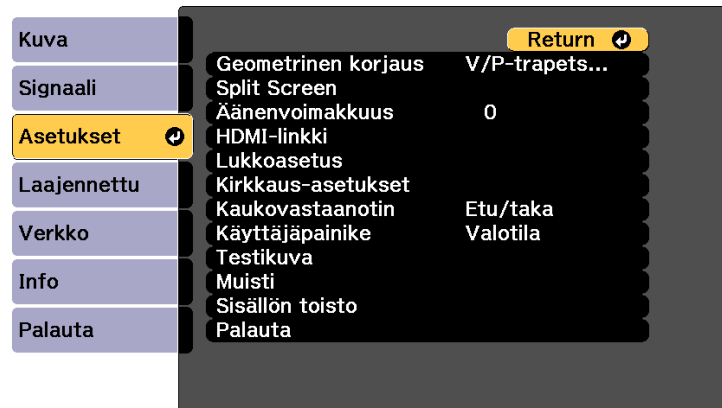 Kuva
Signaali
Asetukset
Laajennettu
Verkko
Info
Palauta
Return
Geometrinen korjaus V/P-trapets...
Split Screen
Äänenvoimakkuus 0
HDMI-linkki
Lukkoasetus
Kirkkaus-asetukset
Kaukovastaanotin Etu/taka
Käyttäjäpainike Valotila
Testikuva
Muisti
Sisällön toisto
Palauta